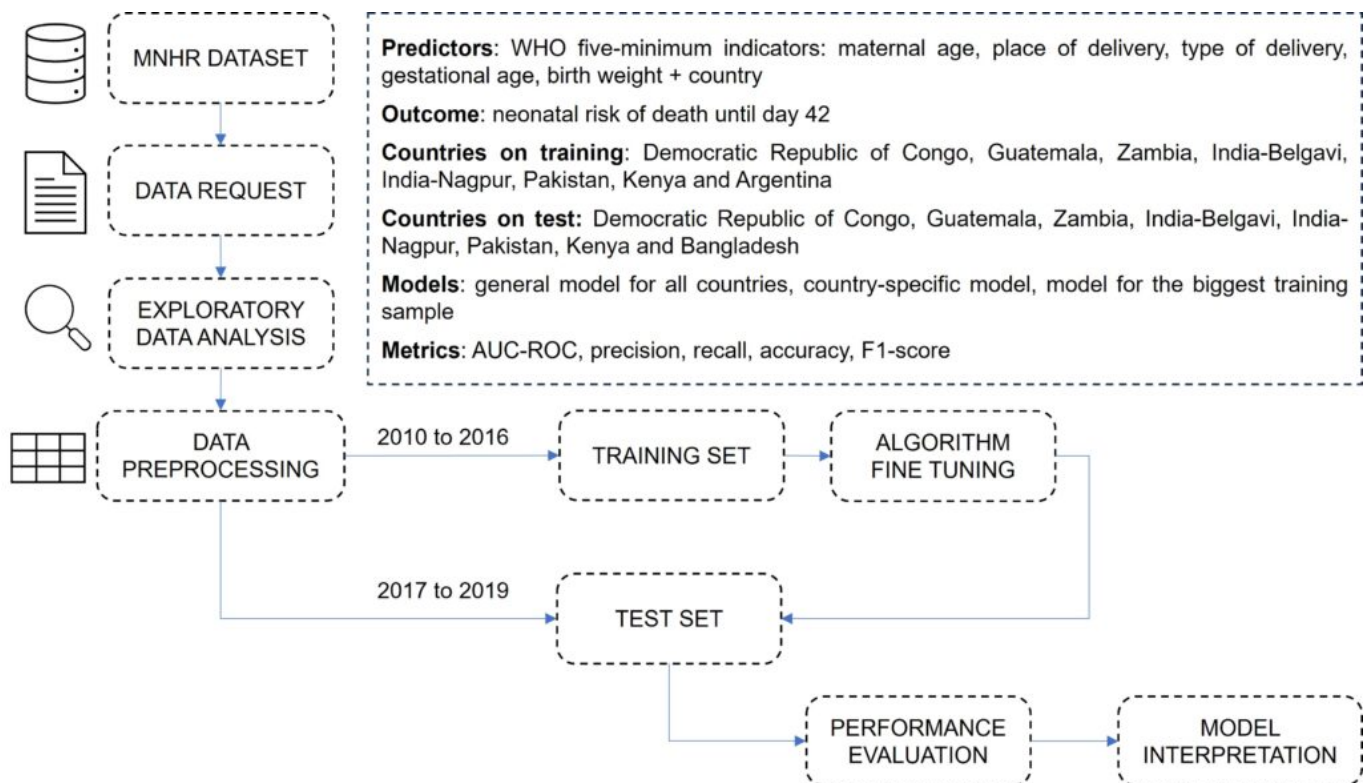 MNHR DATASET
DATA REQUEST
EXPLORATORY
DATA ANALYSIS
DATA
PREPROCESSING
Predictors: WHO five-minimum indicators: maternal age, place of delivery, type of delivery,
gestational age, birth weight + country
Outcome: neonatal risk of death until day 42
Countries on training: Democratic Republic of Congo, Guatemala, Zambia, India-Belgavi,
India-Nagpur, Pakistan, Kenya and Argentina
Countries on test: Democratic Republic of Congo, Guatemala, Zambia, India-Belgavi, India-
Nagpur, Pakistan, Kenya and Bangladesh
Models: general model for all countries, country-specific model, model for the biggest training
sample
Metrics: AUC-ROC, precision, recall, accuracy, F1-score
2010 to 2016
TRAINING SET
ALGORITHM
FINE TUNING
2017 to 2019
TEST SET
PERFORMANCE
EVALUATION
MODEL
INTERPRETATION